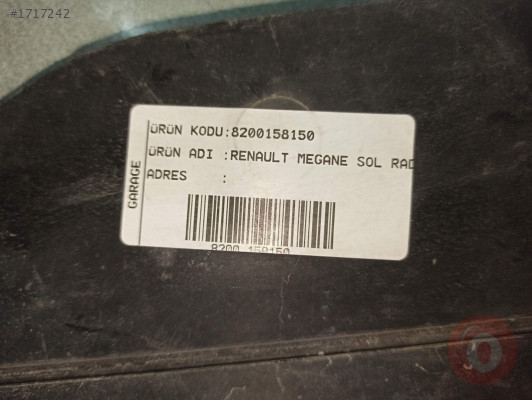 #1717242
ÜRÜN KODU:8200158150
ÜRÜN ADI :RENAULT MEGANE SOL RAD
ADRES :
GARAGE
8200 158150